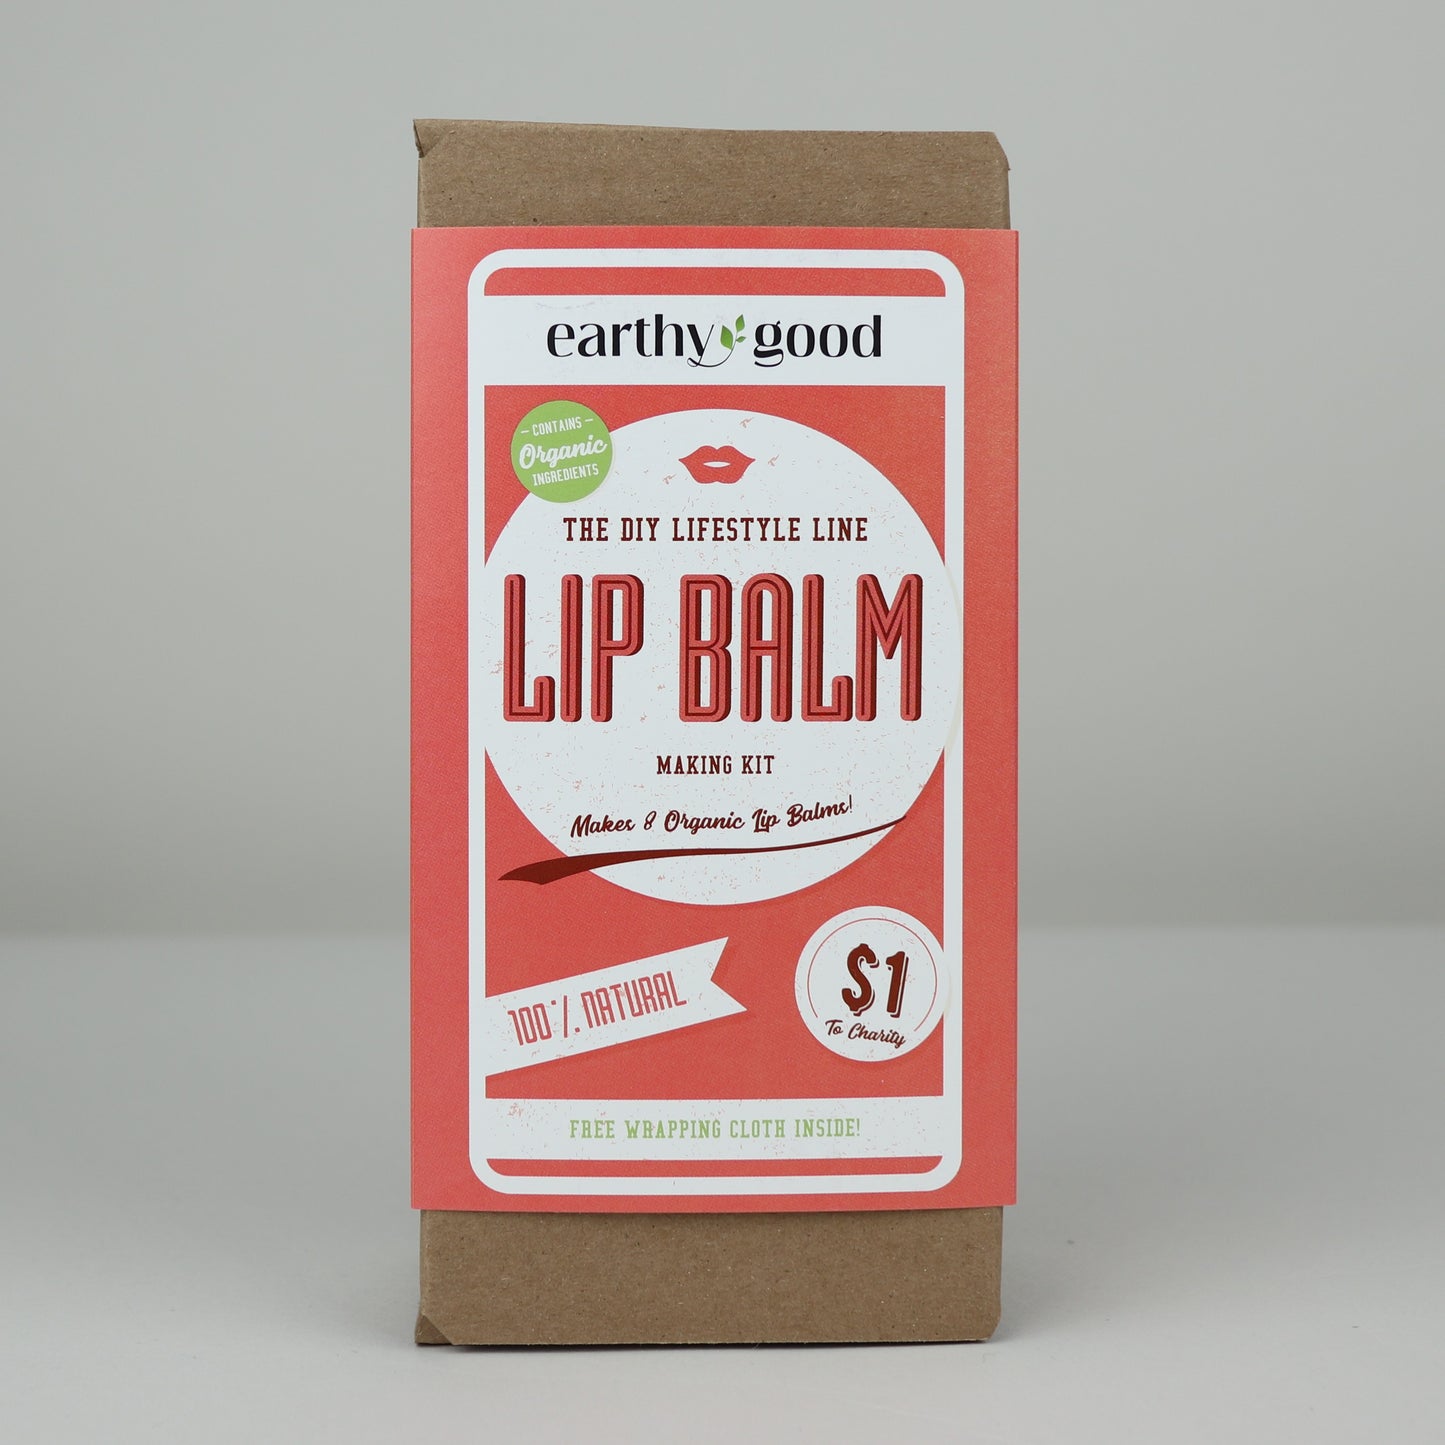 earthy good
– CONTAINS –
Organic
INGREDIENTS
THE DIY LIFESTYLE LINE
LIP BALM
MAKING KIT
Makes 8 Organic Lip Balms!
100% NATURAL
$1
To Charity
FREE WRAPPING CLOTH INSIDE!